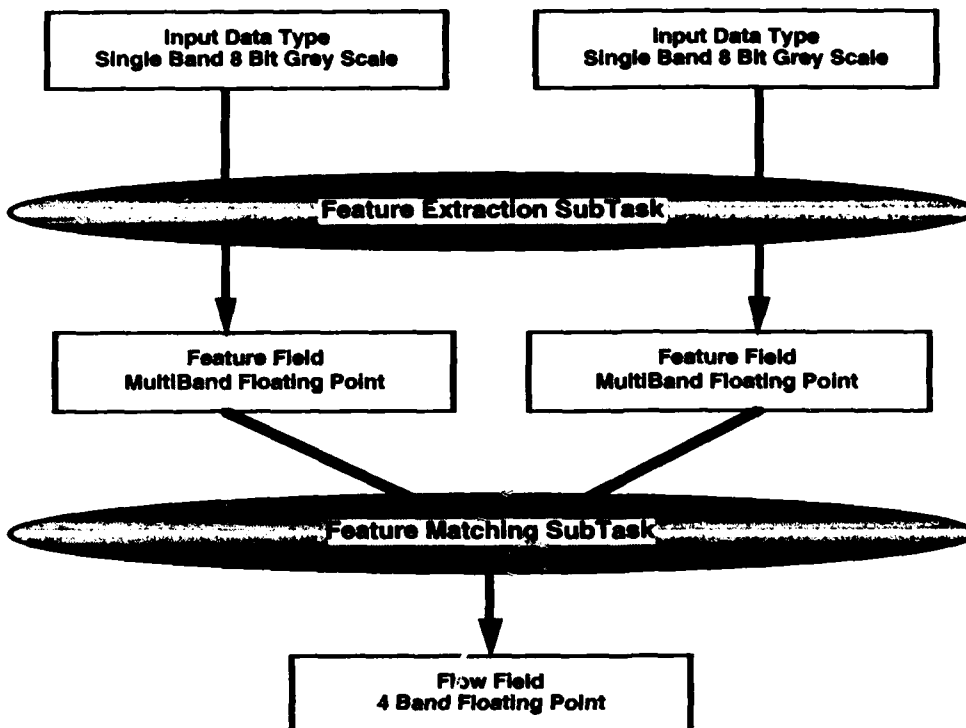 Input Data Type
Single Band 8 Bit Grey Scale
Input Data Type
Single Band 8 Bit Grey Scale
Feature Extraction SubTask
Feature Field
MultiBand Floating Point
Feature Field
MultiBand Floating Point
Feature Matching SubTask
Flow Field
4 Band Floating Point